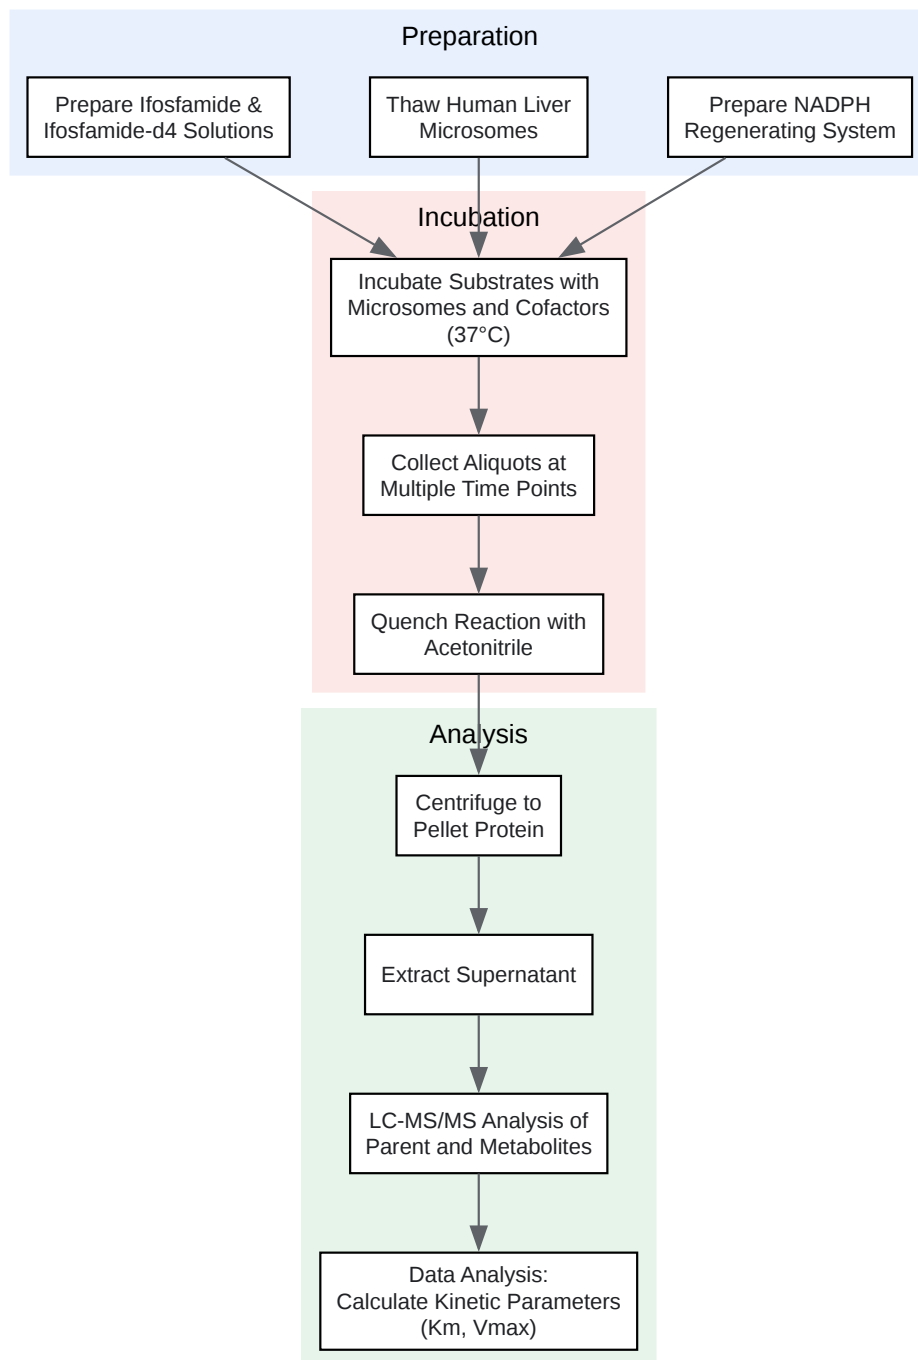 Preparation
Prepare Ifosfamide &
Ifosfamide-d4 Solutions
Thaw Human Liver
Microsomes
Prepare NADPH
Regenerating System
Incubation
Incubate Substrates with
Microsomes and Cofactors
(37°C)
Collect Aliquots at
Multiple Time Points
Quench Reaction with
Acetonitrile
Analysis
Centrifuge to
Pellet Protein
Extract Supernatant
LC-MS/MS Analysis of
Parent and Metabolites
Data Analysis:
Calculate Kinetic Parameters
(Km, Vmax)